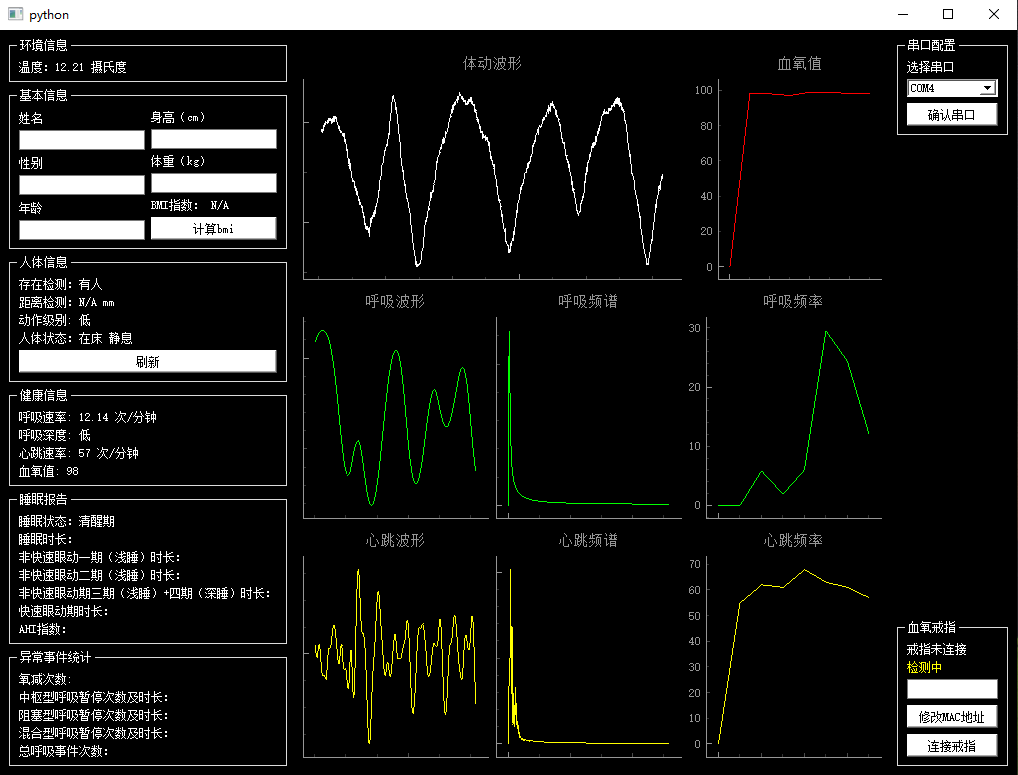 python
环境信息
温度: 12.21 摄氏度
基本信息
姓名
身高（cm）
性别
体重（kg）
年龄
BMI指数: N/A
计算bmi
人体信息
存在检测: 有人
距离检测: N/A mm
动作级别: 低
人体状态: 在床 静息
刷新
健康信息
呼吸速率: 12.14 次/分钟
呼吸深度: 低
心跳速率: 57 次/分钟
血氧值: 98
睡眠报告
睡眠状态: 清醒期
睡眠时长:
非快速眼动一期（浅睡）时长:
非快速眼动二期（浅睡）时长:
非快速眼动期三期（浅睡）+四期（深睡）时长:
快速眼动期时长:
AHI指数:
异常事件统计
氧减次数:
中枢型呼吸暂停次数及时长:
阻塞型呼吸暂停次数及时长:
混合型呼吸暂停次数及时长:
总呼吸事件次数:
体动波形
血氧值
100
80
60
40
20
0
呼吸波形
呼吸频谱
呼吸频率
30
20
10
0
心跳波形
心跳频谱
心跳频率
70
60
50
40
30
20
10
0
串口配置
选择串口
COM4
确认串口
血氧戒指
戒指未连接
检测中
修改MAC地址
连接戒指